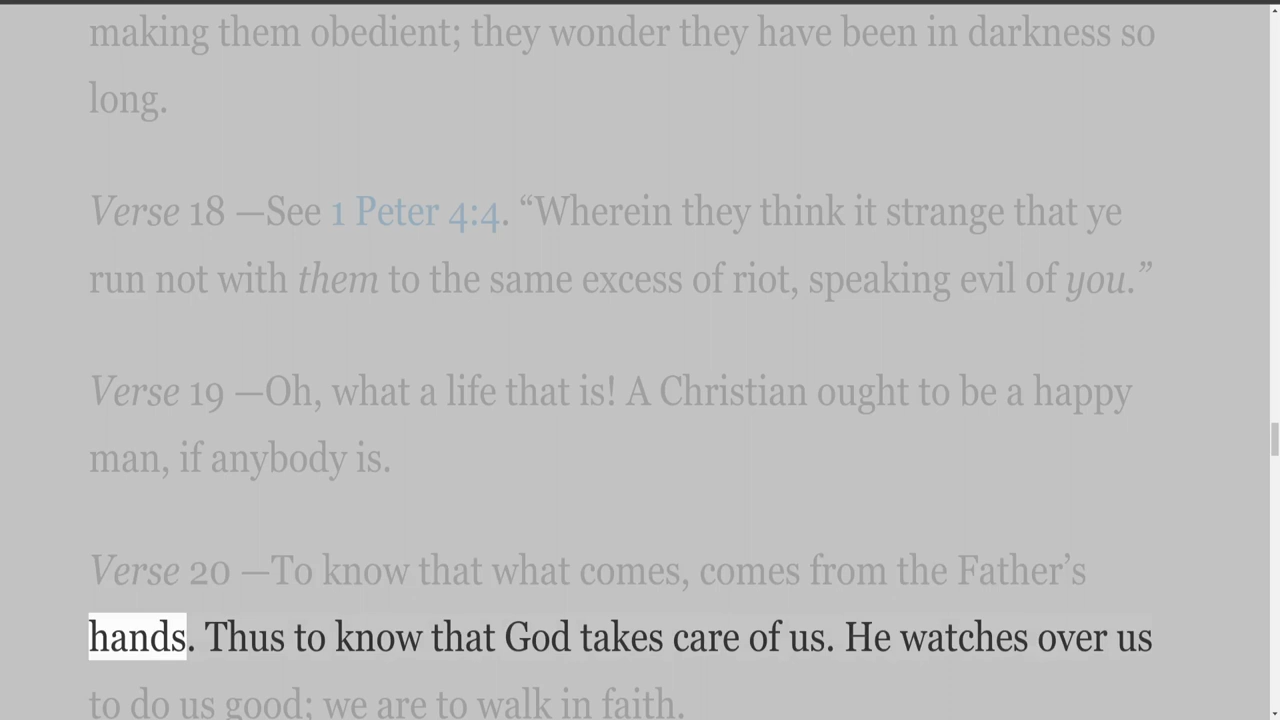 making them obedient; they wonder they have been in darkness so
long.
Verse 18 —See 1 Peter 4:4. “Wherein they think it strange that ye
run not with them to the same excess of riot, speaking evil of you.”
Verse 19 —Oh, what a life that is! A Christian ought to be a happy
man, if anybody is.
Verse 20 —To know that what comes, comes from the Father’s
hands. Thus to know that God takes care of us. He watches over us
to do us good; we are to walk in faith.